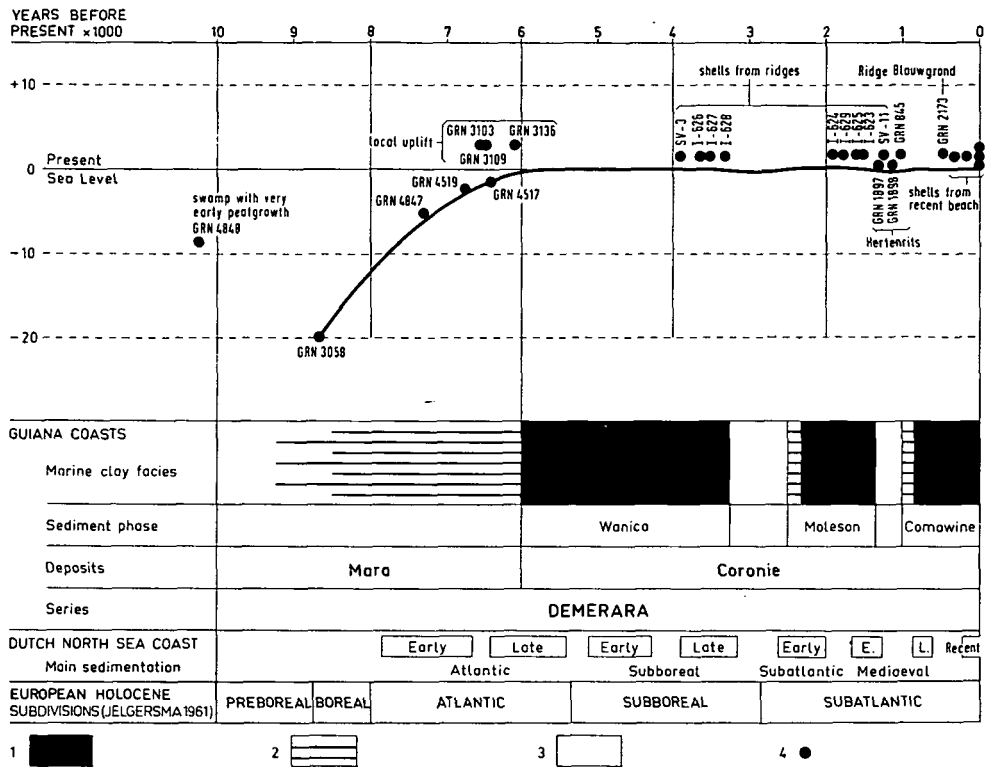 YEARS BEFORE
PRESENT ×1000 10 9 8 7 6 5 4 3 2 1 0
+10
shells from ridges
Ridge Blauwgrond
local uplift
GRN 3103
GRN 3136
GRN 3109
SV-3
I-626
I-627
I-628
I-624
I-629
I-625
I-623
SV-11
GRN 845
GRN 2173
Present 0
Sea Level
GRN 4519
GRN 4517
GRN 4847
swamp with very
early peatgrowth
GRN 4848
GRN 1897
GRN 1898
Hertenrits
shells from
recent beach
-10
-20
GRN 3058
GUIANA COASTS
Marine clay facies
Sediment phase Wanica Moleson Comowine
Deposits Mara Coronie
Series DEMERARA
DUTCH NORTH SEA COAST Early Late Early Late Early E. L. Recent
Main sedimentation Atlantic Subboreal Subatlantic Mediaeval
EUROPEAN HOLOCENE
SUBDIVISIONS (JELGERSMA 1961) PREBOREAL BOREAL ATLANTIC SUBBOREAL SUBATLANTIC
1 2 3 4